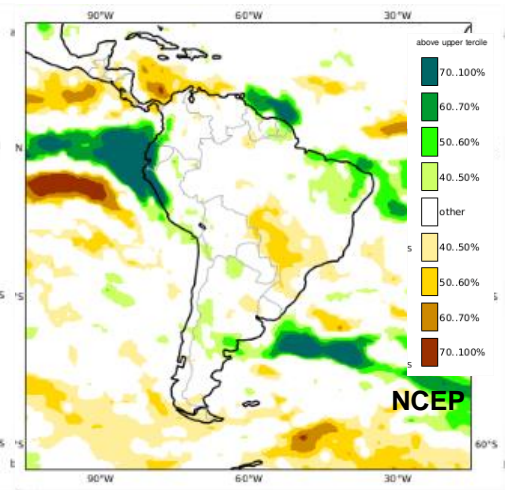 90°W 60°W 30°W
above upper tercile
70..100%
60..70%
50..60%
40..50%
other
40..50%
50..60%
60..70%
70..100%
N
s
°S
s
NCEP
°S 60°S
90°W 60°W 30°W